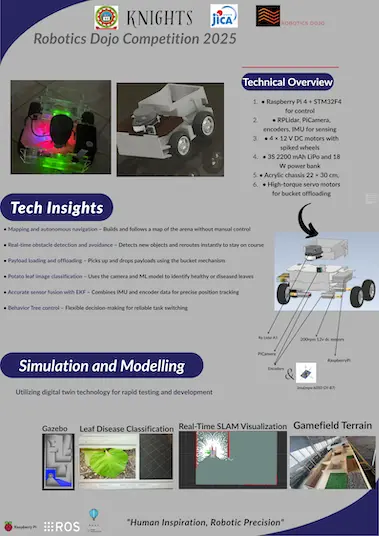 KNIGHTS
JICA
ROBOTICS DOJO
Robotics Dojo Competition 2025
Technical Overview
1. • Raspberry Pi 4 + STM32F4
for control
2. • RPLidar, PiCamera,
encoders, IMU for sensing
3. • 4 × 12 V DC motors with
spiked wheels
4. • 3S 2200 mAh LiPo and 18
W power bank
5. • Acrylic chassis 22 × 30 cm,
6. • High-torque servo motors
for bucket offloading
Tech Insights
• Mapping and autonomous navigation – Builds and follows a map of the arena without manual control
• Real-time obstacle detection and avoidance – Detects new objects and reroutes instantly to stay on course
• Payload loading and offloading – Picks up and drops payloads using the bucket mechanism
• Potato leaf image classification – Uses the camera and ML model to identify healthy or diseased leaves
• Accurate sensor fusion with EKF – Combines IMU and encoder data for precise position tracking
• Behavior Tree control – Flexible decision-making for reliable task switching
PiCamera
Encoders
RaspberryPi
&
Simulation and Modelling
Utilizing digital twin technology for rapid testing and development
Gazebo
Leaf Disease Classification
Real-Time SLAM Visualization
Gamefield Terrain
Raspberry Pi
ROS
"Human Inspiration, Robotic Precision"